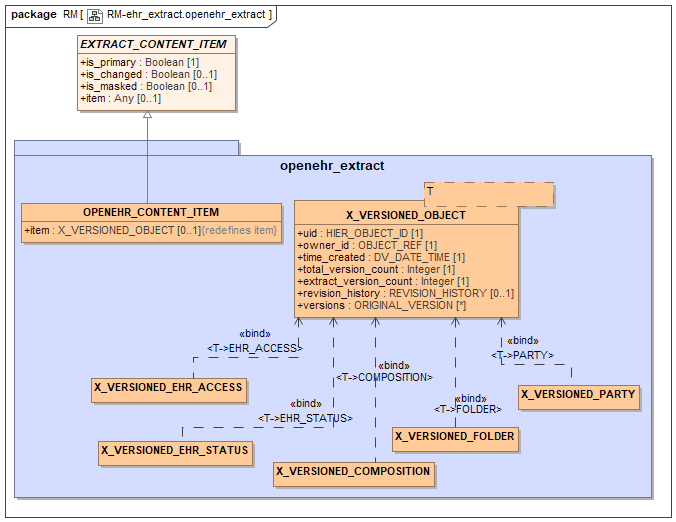 package RM [ RM-ehr_extract.openehr_extract ]
EXTRACT_CONTENT_ITEM
+is_primary : Boolean [1]
+is_changed : Boolean [0..1]
+is_masked : Boolean [0..1]
+item : Any [0..1]
openehr_extract
OPENEHR_CONTENT_ITEM
+item : X_VERSIONED_OBJECT [0..1]{redefines item}
T
X_VERSIONED_OBJECT
+uid : HIER_OBJECT_ID [1]
+owner_id : OBJECT_REF [1]
+time_created : DV_DATE_TIME [1]
+total_version_count : Integer [1]
+extract_version_count : Integer [1]
+revision_history : REVISION_HISTORY [0..1]
+versions : ORIGINAL_VERSION [*]
«bind»
<T->EHR_ACCESS>
«bind»
<T->PARTY>
«bind»
<T->COMPOSITION>
X_VERSIONED_EHR_ACCESS
X_VERSIONED_PARTY
«bind»
<T->EHR_STATUS>
«bind»
<T->FOLDER>
X_VERSIONED_FOLDER
X_VERSIONED_EHR_STATUS
X_VERSIONED_COMPOSITION